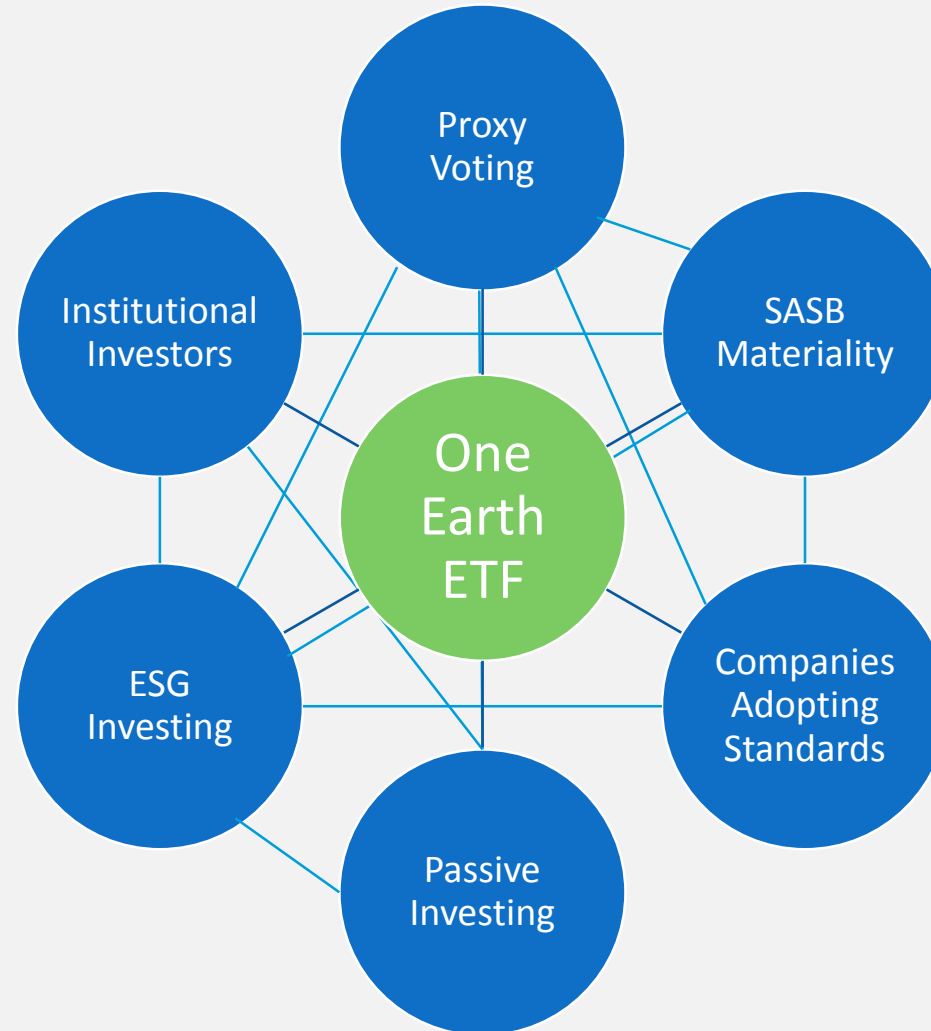 Proxy
Voting
Institutional
Investors
SASB
Materiality
One
Earth
ETF
ESG
Investing
Companies
Adopting
Standards
Passive
Investing